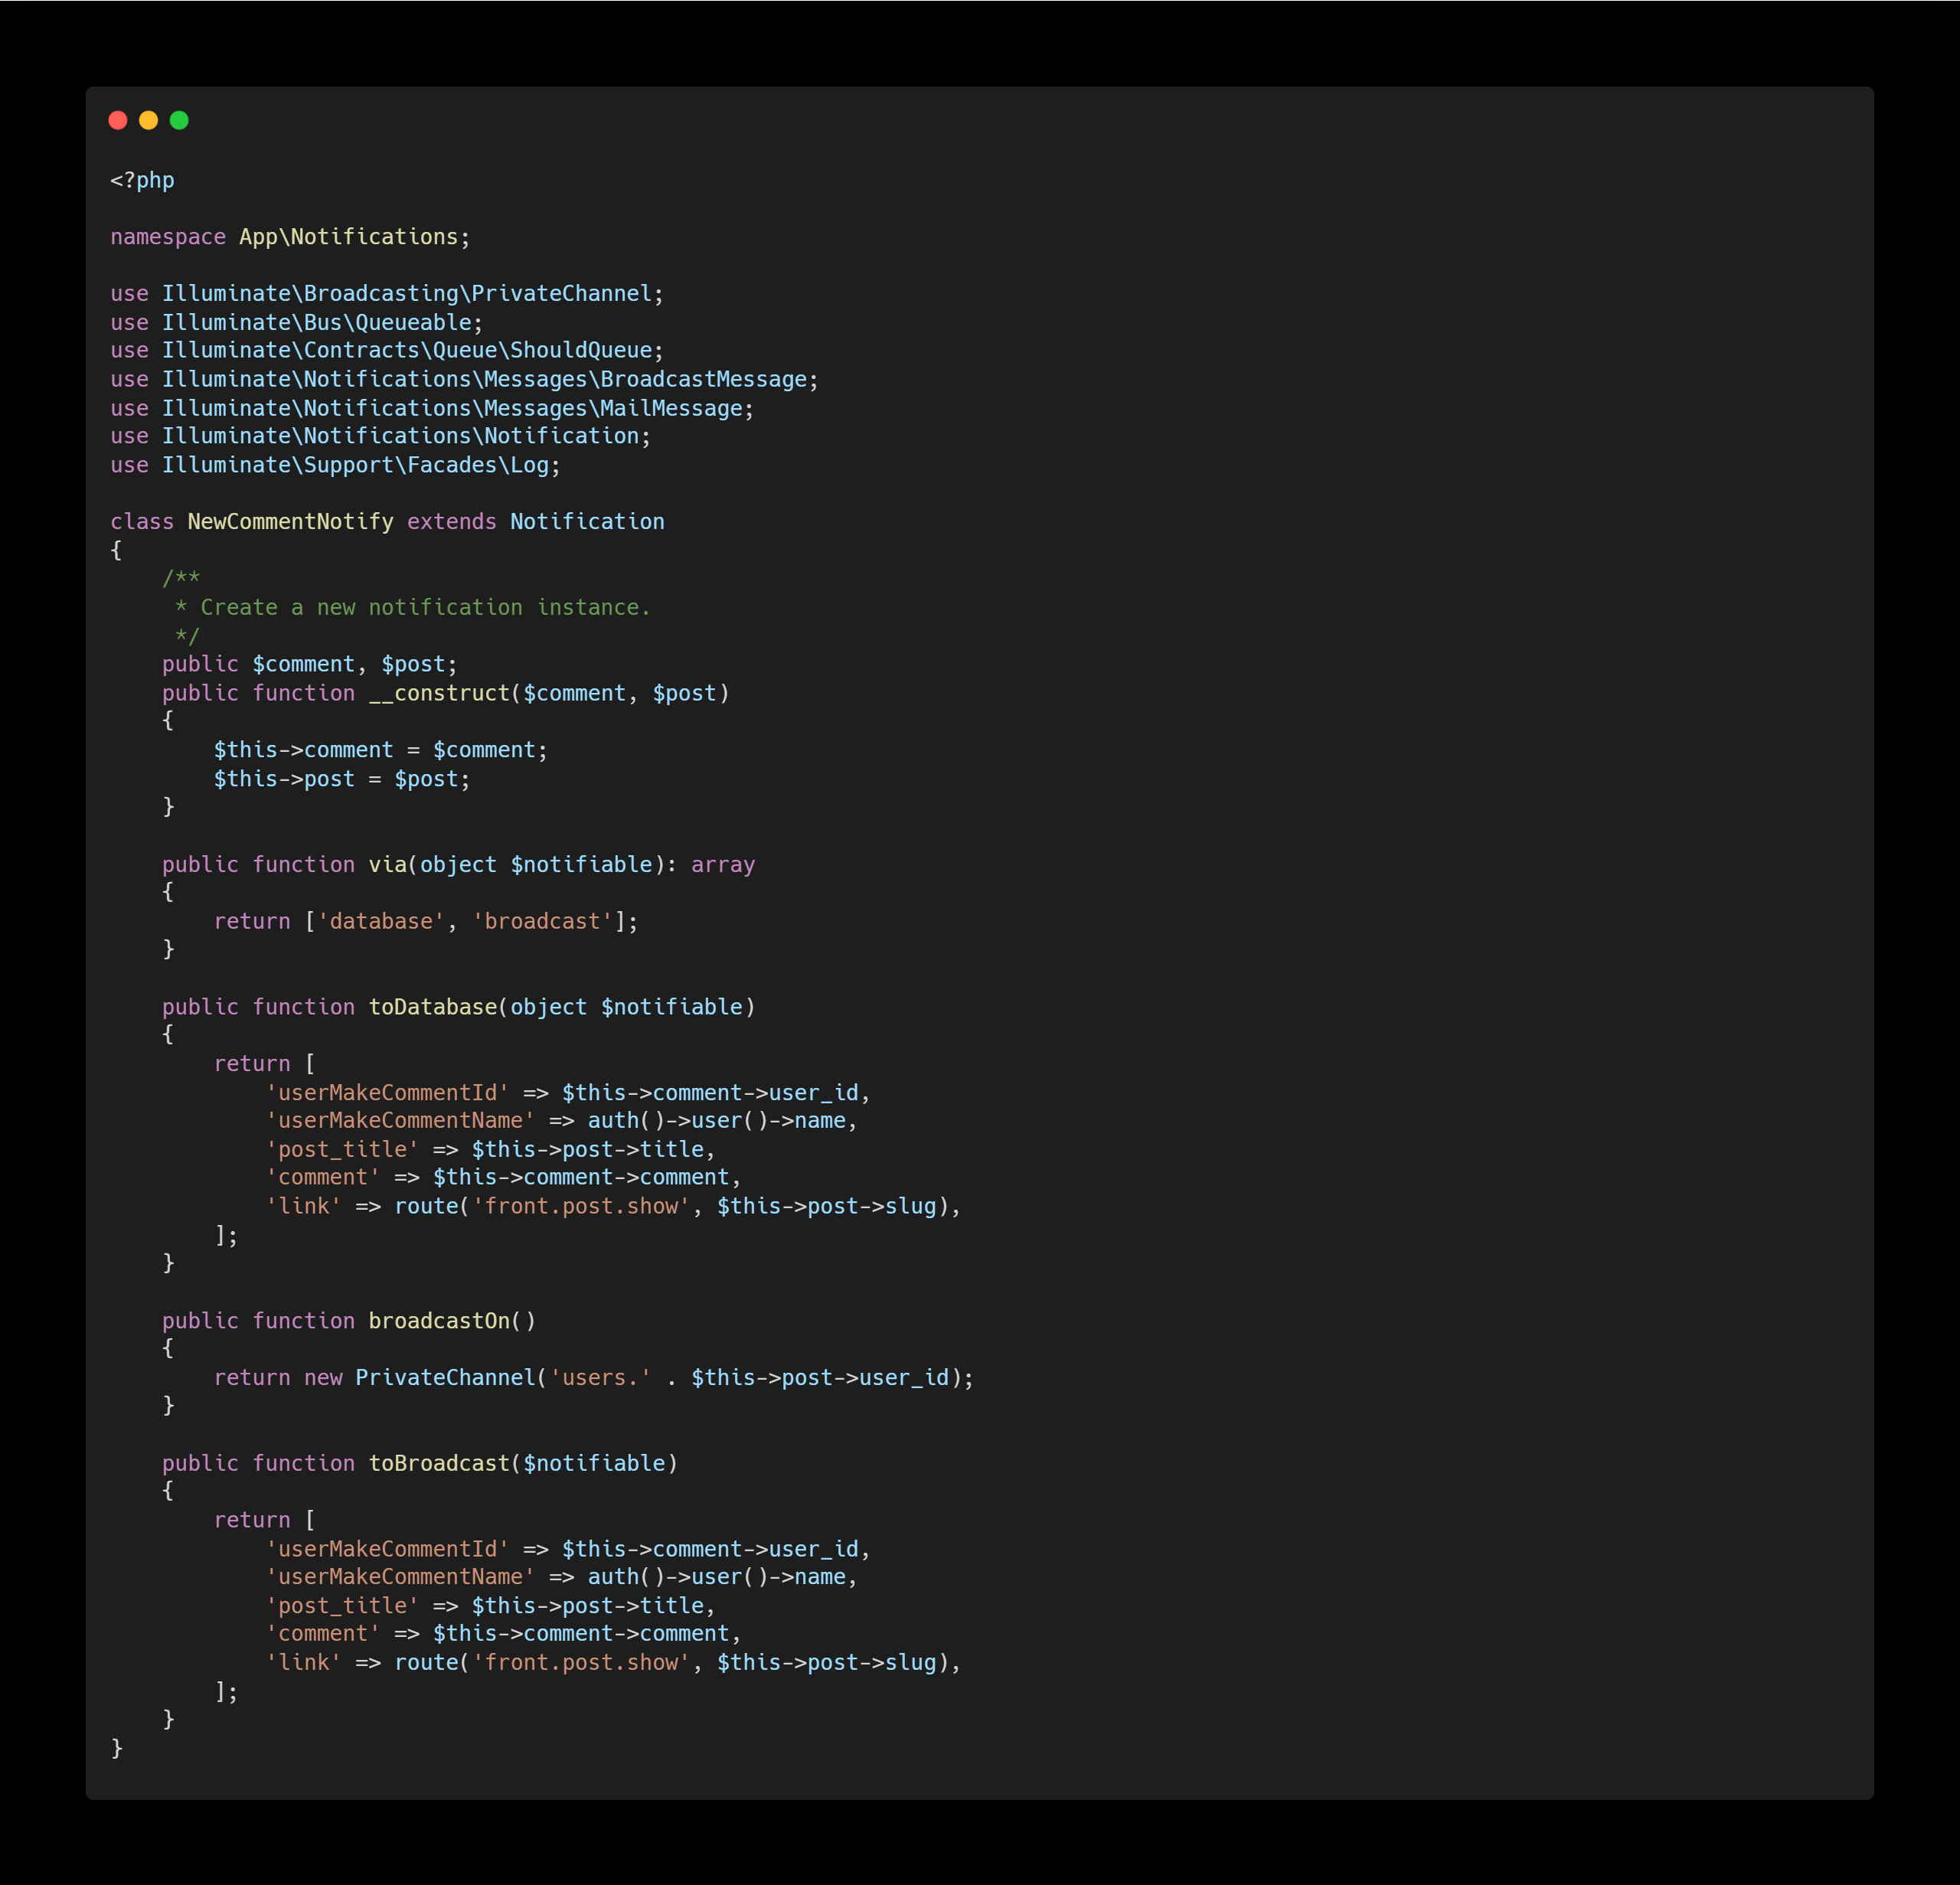 <?php
namespace App\Notifications;
use Illuminate\Broadcasting\PrivateChannel;
use Illuminate\Bus\Queueable;
use Illuminate\Contracts\Queue\ShouldQueue;
use Illuminate\Notifications\Messages\BroadcastMessage;
use Illuminate\Notifications\Messages\MailMessage;
use Illuminate\Notifications\Notification;
use Illuminate\Support\Facades\Log;
class NewCommentNotify extends Notification
{
    /**
     * Create a new notification instance.
     */
    public $comment, $post;
    public function __construct($comment, $post)
    {
        $this->comment = $comment;
        $this->post = $post;
    }
    public function via(object $notifiable): array
    {
        return ['database', 'broadcast'];
    }
    public function toDatabase(object $notifiable)
    {
        return [
            'userMakeCommentId' => $this->comment->user_id,
            'userMakeCommentName' => auth()->user()->name,
            'post_title' => $this->post->title,
            'comment' => $this->comment->comment,
            'link' => route('front.post.show', $this->post->slug),
        ];
    }
    public function broadcastOn()
    {
        return new PrivateChannel('users.' . $this->post->user_id);
    }
    public function toBroadcast($notifiable)
    {
        return [
            'userMakeCommentId' => $this->comment->user_id,
            'userMakeCommentName' => auth()->user()->name,
            'post_title' => $this->post->title,
            'comment' => $this->comment->comment,
            'link' => route('front.post.show', $this->post->slug),
        ];
    }
}